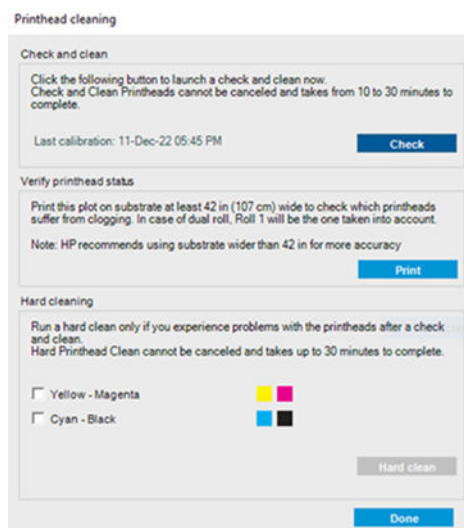 Printhead cleaning
Check and clean
Click the following button to launch a check and clean now.
Check and Clean Printheads cannot be canceled and takes from 10 to 30 minutes to
complete.
Last calibration: 11-Dec-22 05:45 PM
Check
Verify printhead status
Print this plot on substrate at least 42 in (107 cm) wide to check which printheads
suffer from clogging. In case of dual roll, Roll 1 will be the one taken into account.
Note: HP recommends using substrate wider than 42 in for more accuracy
Print
Hard cleaning
Run a hard clean only if you experience problems with the printheads after a check
and clean.
Hard Printhead Clean cannot be canceled and takes up to 30 minutes to complete.
Yellow - Magenta
Cyan - Black
Hard clean
Done